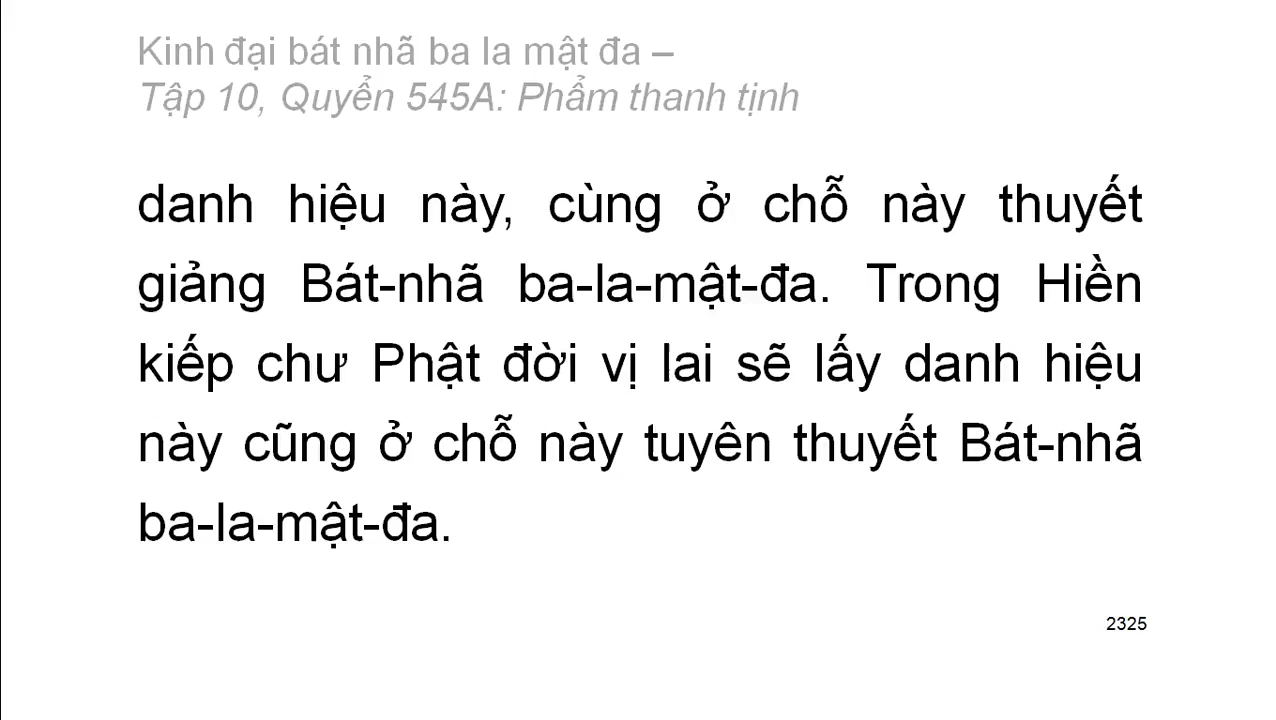 Kinh đại bát nhã ba la mật đa –
Tập 10, Quyển 545A: Phẩm thanh tịnh
danh hiệu này, cùng ở chỗ này thuyết
giảng Bát-nhã ba-la-mật-đa. Trong Hiền
kiếp chư Phật đời vị lai sẽ lấy danh hiệu
này cũng ở chỗ này tuyên thuyết Bát-nhã
ba-la-mật-đa.
2325